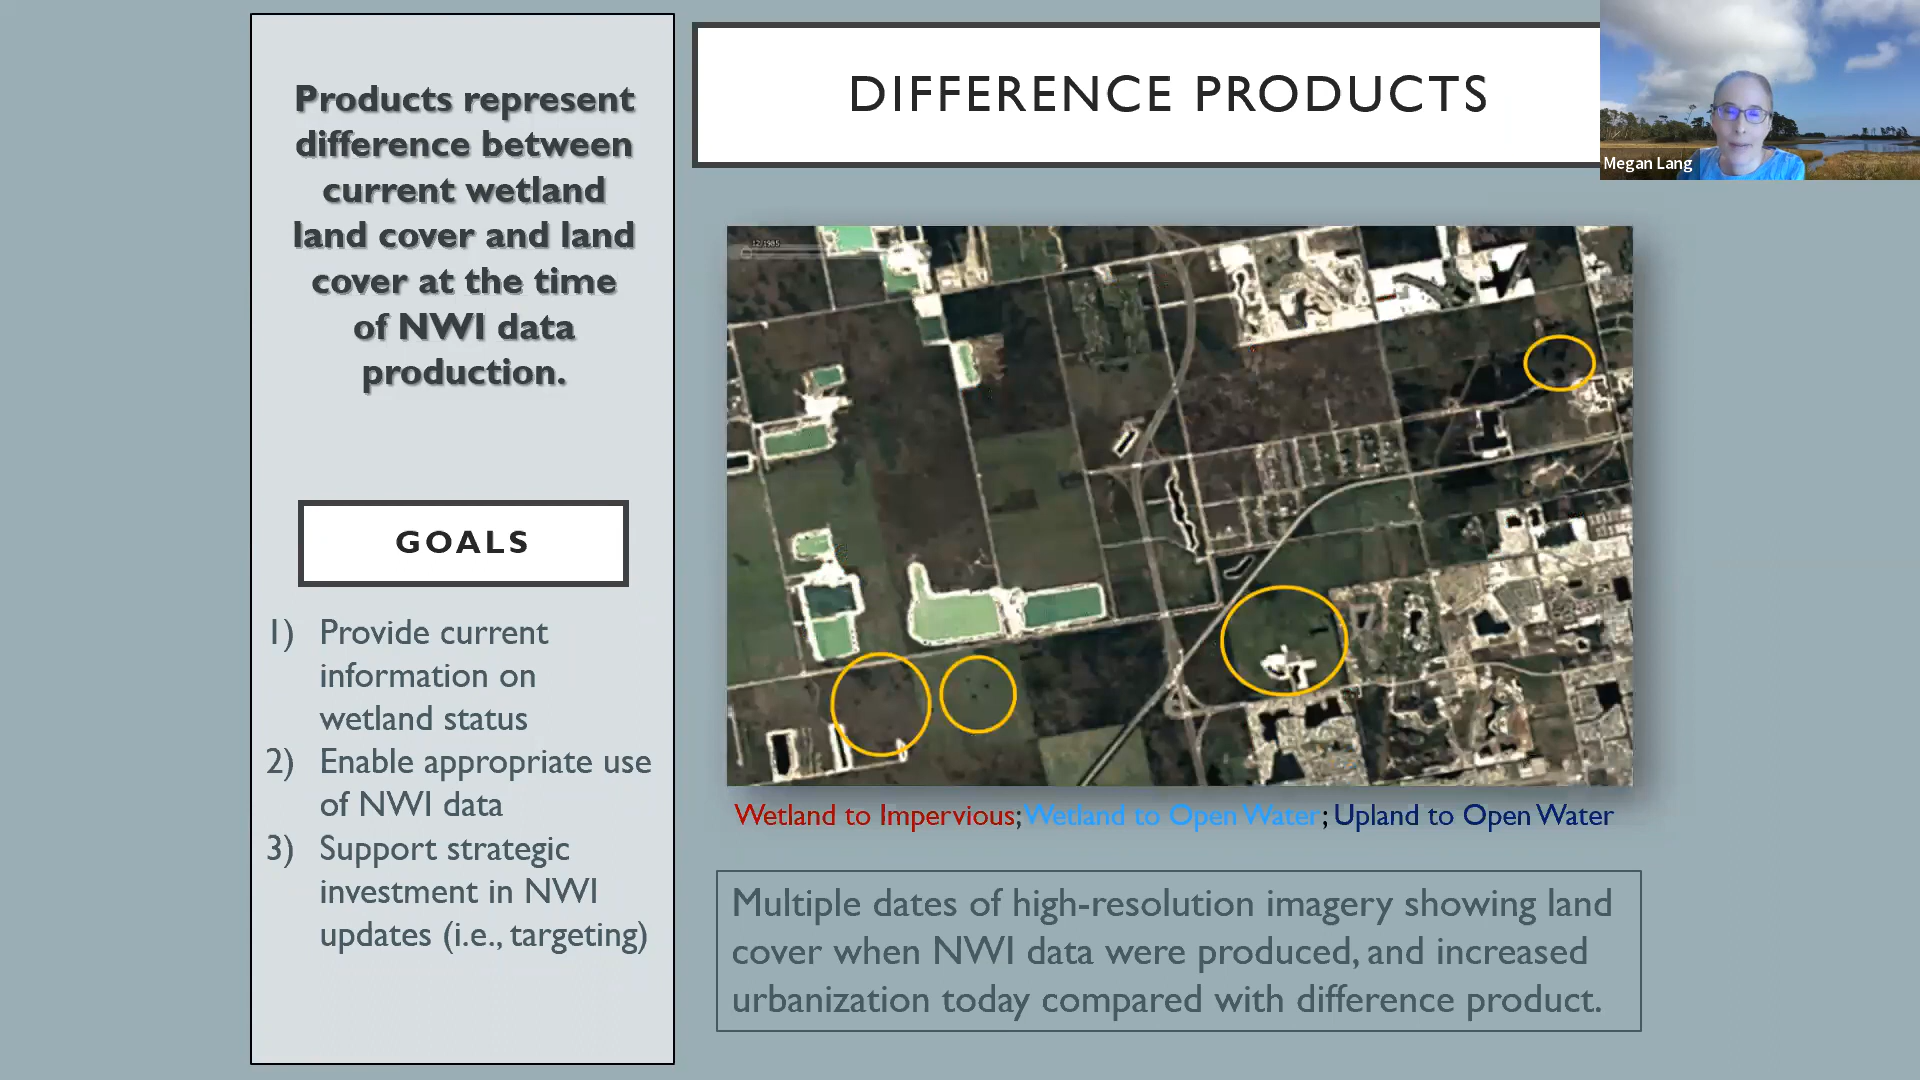 Products represent
difference between
current wetland
land cover and land
cover at the time
of NWI data
production.
GOALS
1) Provide current
information on
wetland status
2) Enable appropriate use
of NWI data
3) Support strategic
investment in NWI
updates (i.e., targeting)
DIFFERENCE PRODUCTS
Megan Lang
12/1985
Wetland to Impervious; Wetland to Open Water; Upland to Open Water
Multiple dates of high-resolution imagery showing land
cover when NWI data were produced, and increased
urbanization today compared with difference product.